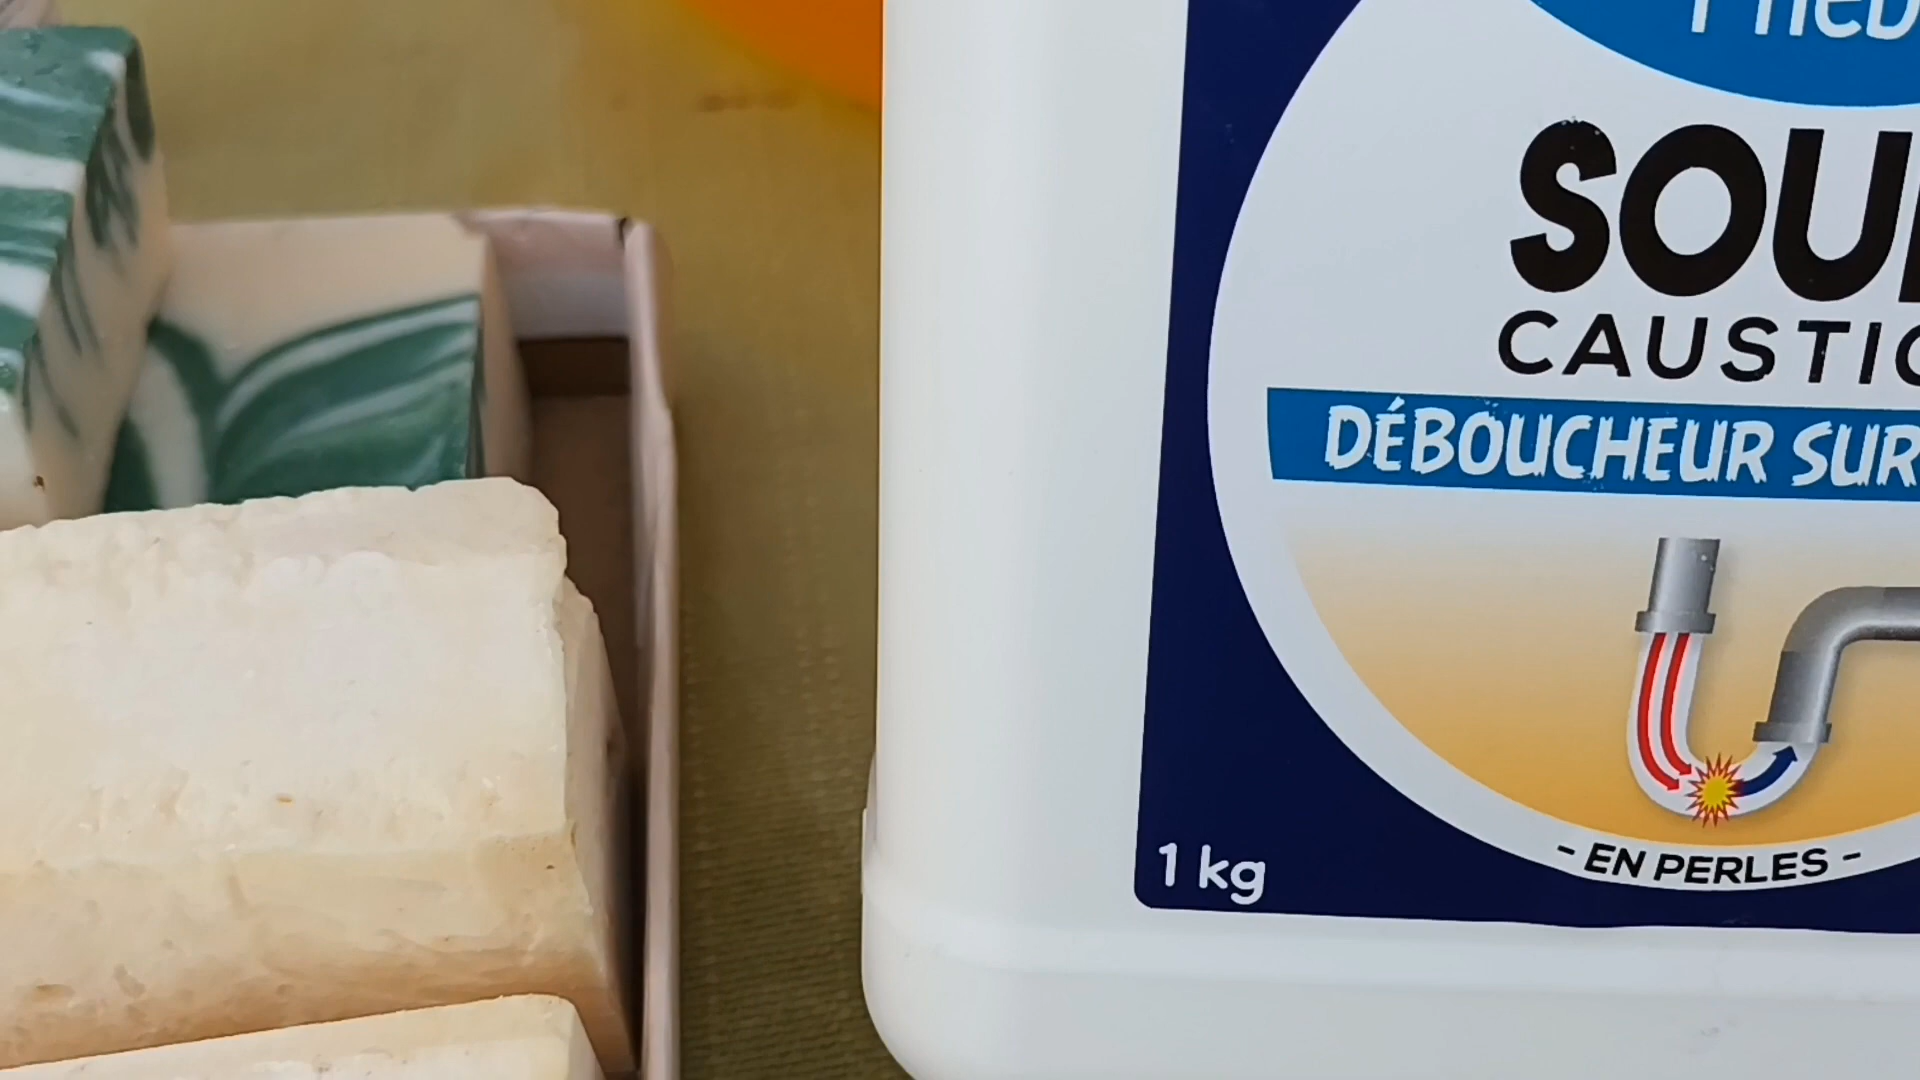 SOU
CAUSTIC
DÉBOUCHEUR SUR
- EN PERLES -
1 kg